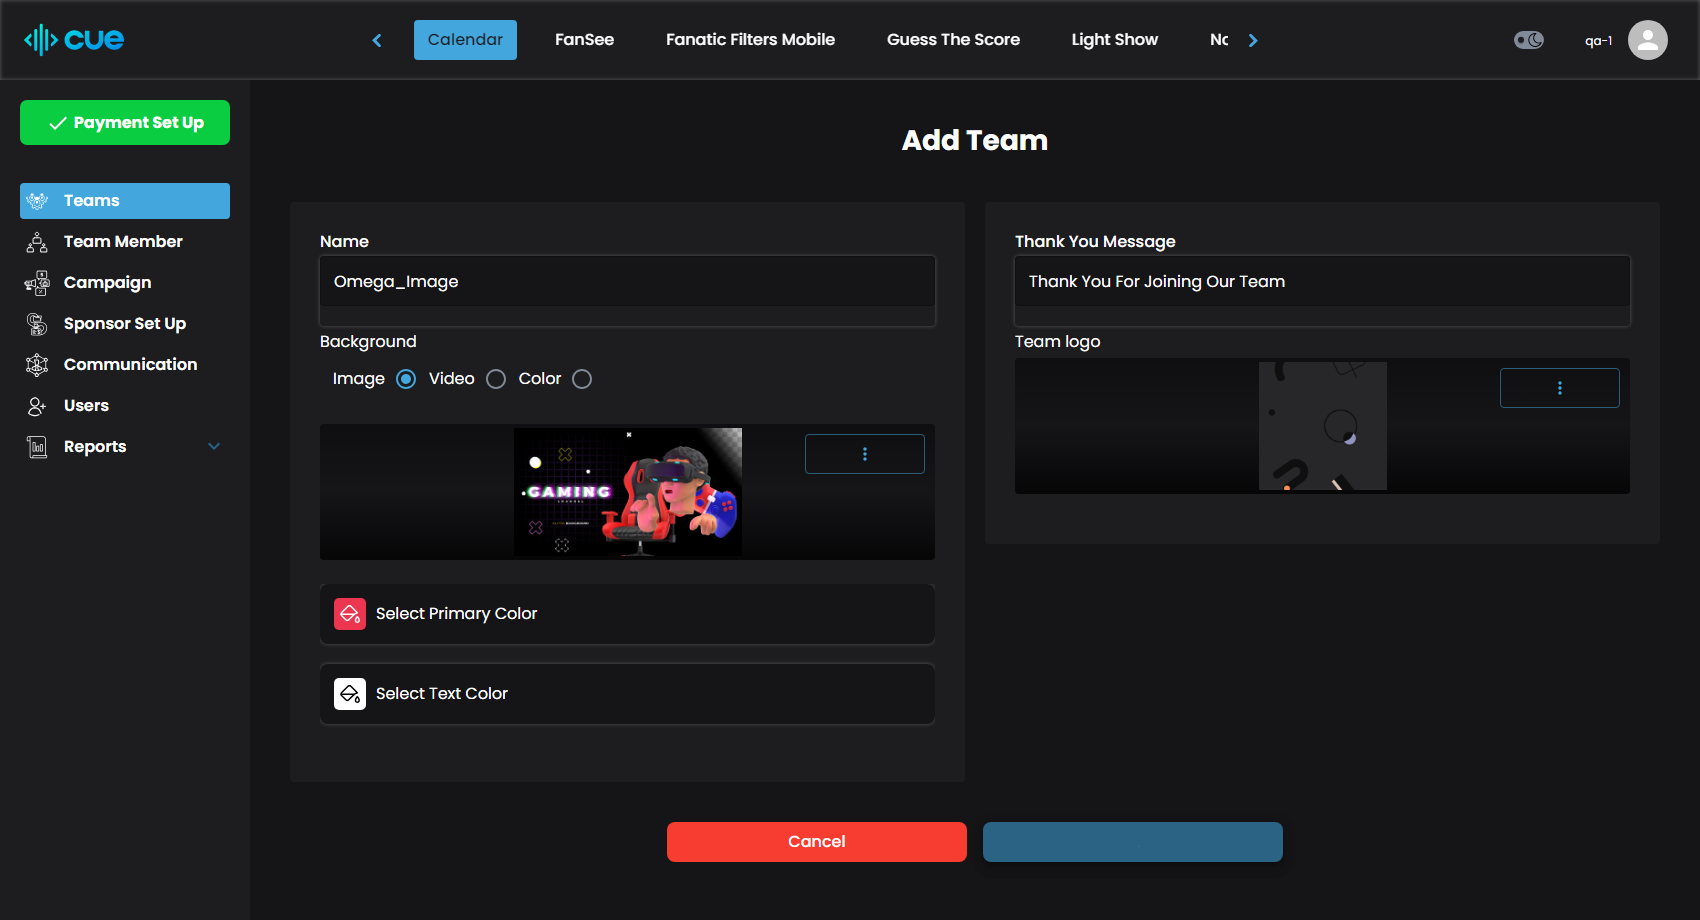 cue
Calendar
FanSee
Fanatic Filters Mobile
Guess The Score
Light Show
qa-1
Payment Set Up
Teams
Team Member
Campaign
Sponsor Set Up
Communication
Users
Reports
Add Team
Name
Omega_Image
Background
Image
Video
Color
GAMING
CHANNEL
Select Primary Color
Select Text Color
Thank You Message
Thank You For Joining Our Team
Team logo
Cancel